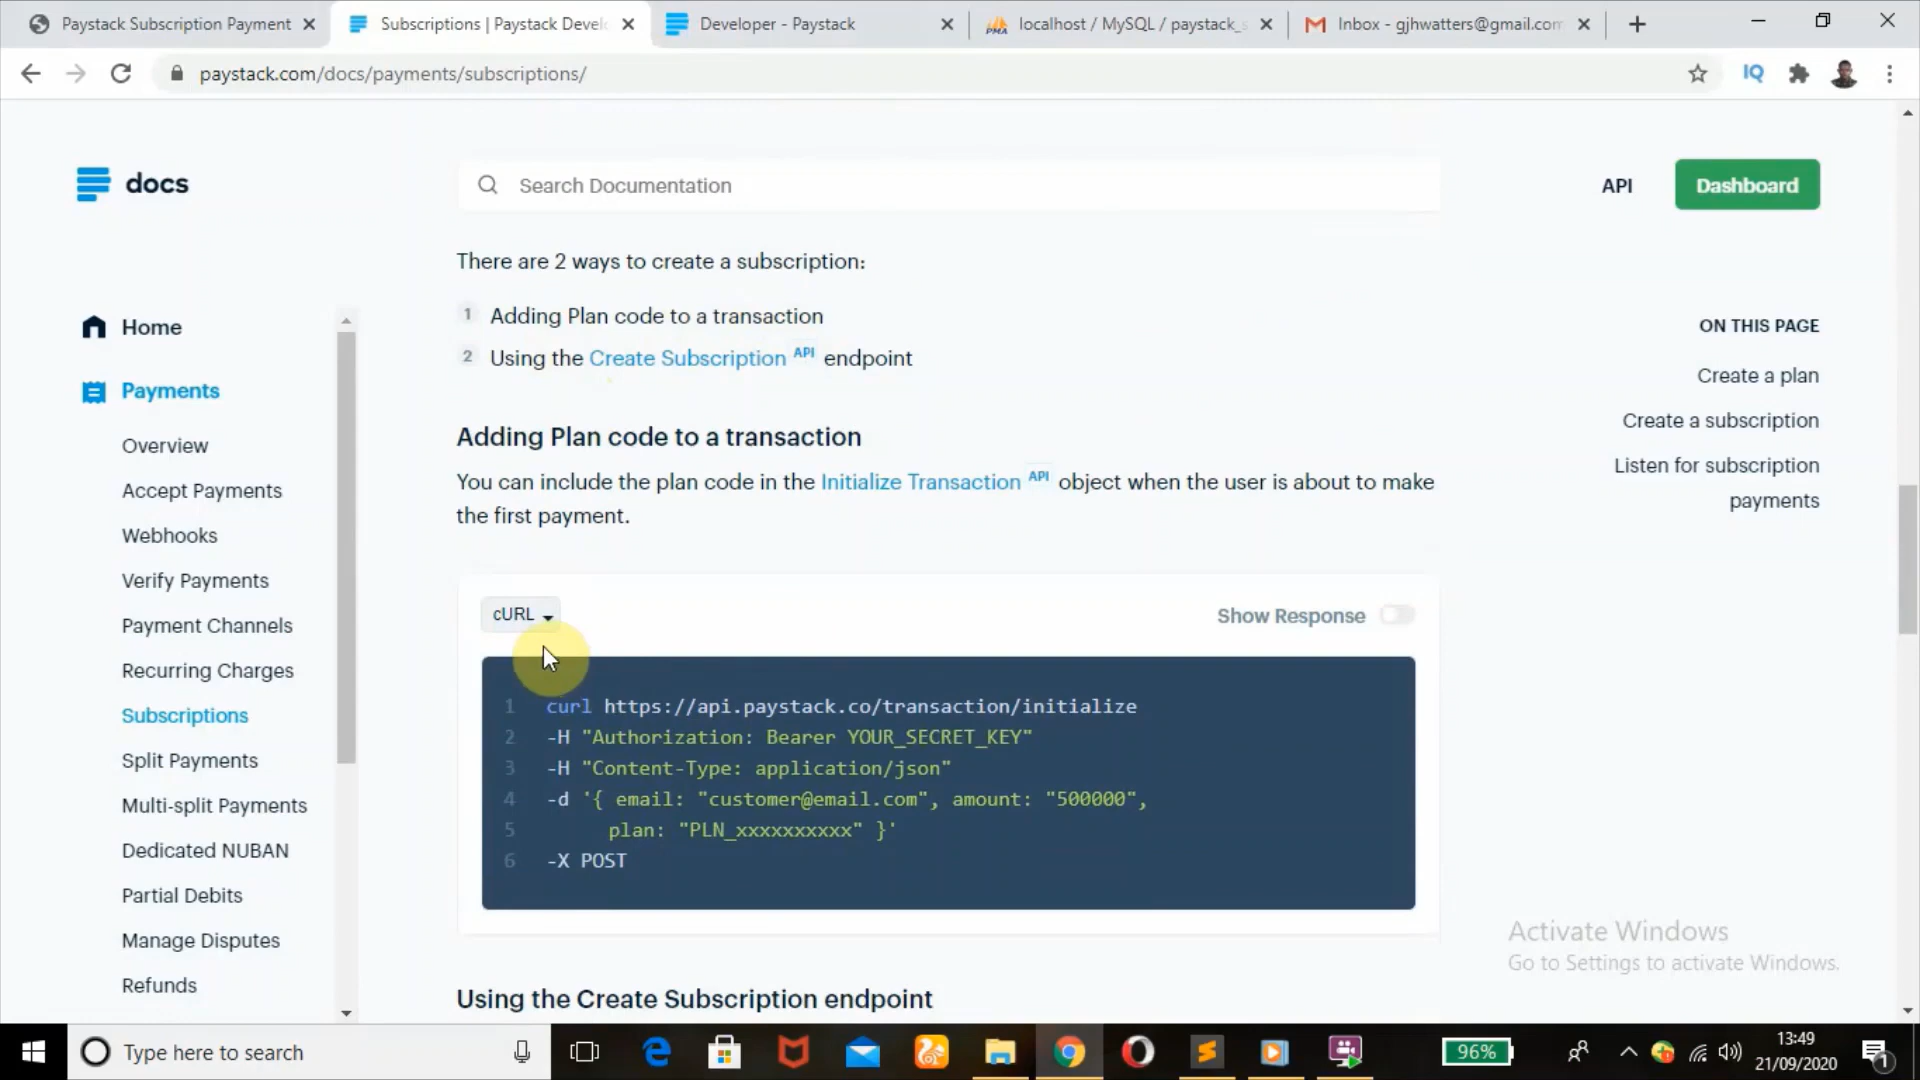 Paystack Subscription Payment
Subscriptions | Paystack Devel
Developer - Paystack
localhost / MySQL / paystack_s
Inbox - gjhwatters@gmail.com
paystack.com/docs/payments/subscriptions/
docs
Search Documentation
API
Dashboard
There are 2 ways to create a subscription:
1 Adding Plan code to a transaction
2 Using the Create Subscription API endpoint
Adding Plan code to a transaction
You can include the plan code in the Initialize Transaction API object when the user is about to make
the first payment.
cURL
Show Response
1 curl https://api.paystack.co/transaction/initialize
2 -H "Authorization: Bearer YOUR_SECRET_KEY"
3 -H "Content-Type: application/json"
4 -d '{ email: "customer@email.com", amount: "500000",
5 plan: "PLN_xxxxxxxxxx" }'
6 -X POST
Using the Create Subscription endpoint
Home
Payments
Overview
Accept Payments
Webhooks
Verify Payments
Payment Channels
Recurring Charges
Subscriptions
Split Payments
Multi-split Payments
Dedicated NUBAN
Partial Debits
Manage Disputes
Refunds
ON THIS PAGE
Create a plan
Create a subscription
Listen for subscription
payments
Activate Windows
Go to Settings to activate Windows.
Type here to search
96%
13:49
21/09/2020
1